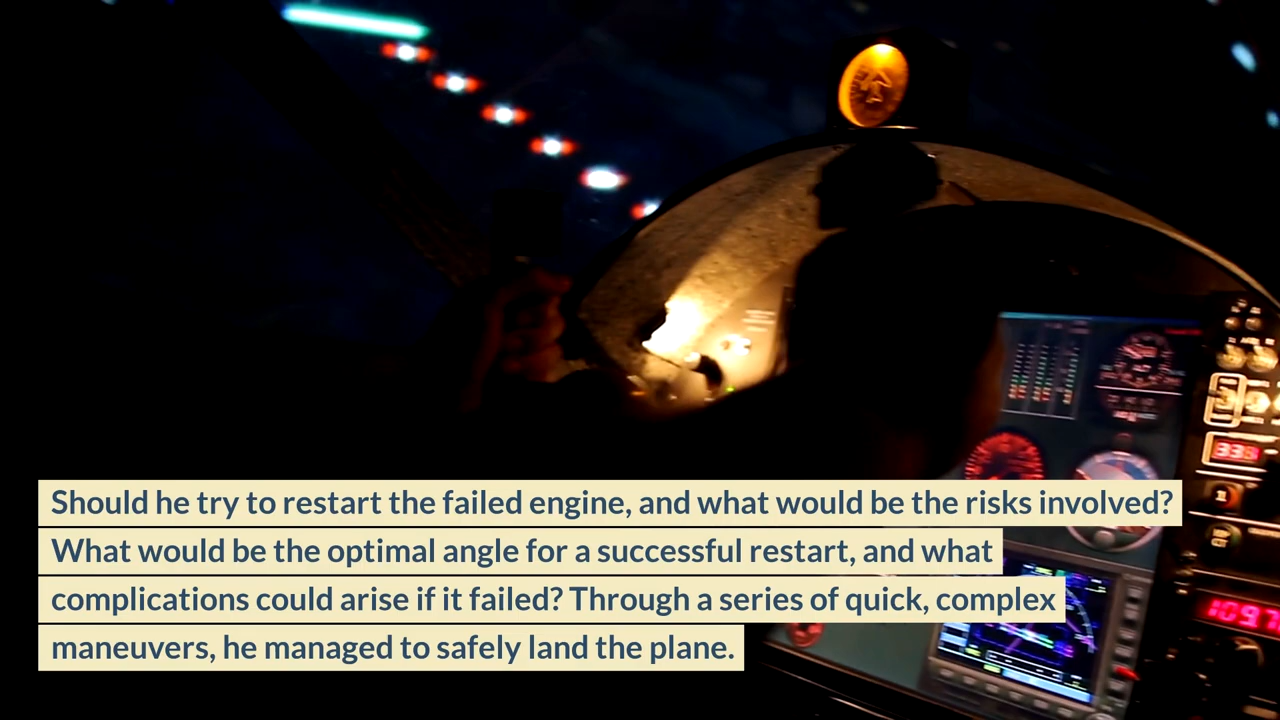 Should he try to restart the failed engine, and what would be the risks involved?
What would be the optimal angle for a successful restart, and what
complications could arise if it failed? Through a series of quick, complex
maneuvers, he managed to safely land the plane.